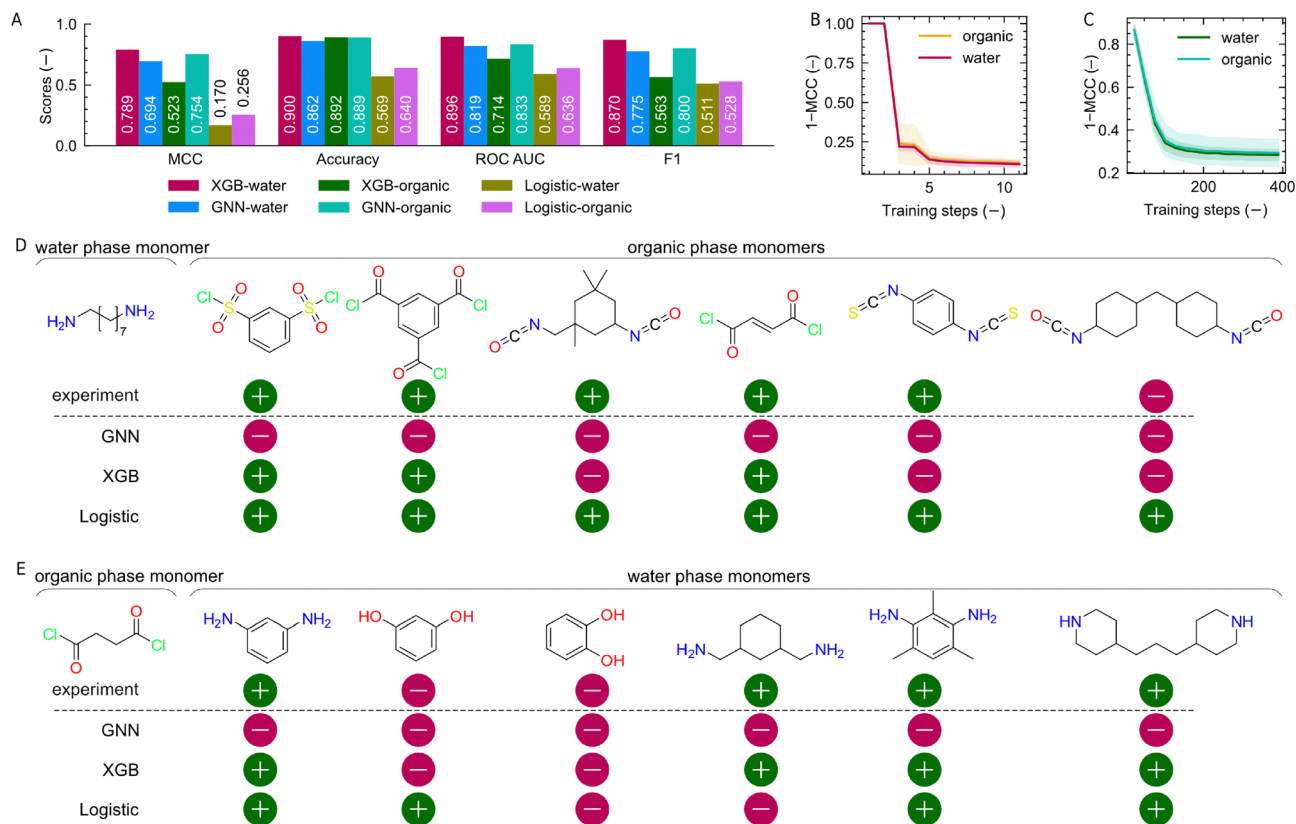 A
1.0
0.5
0.0
Scores (−)
0.789
0.694
0.523
0.754
0.170
0.256
0.900
0.862
0.892
0.889
0.569
0.640
0.896
0.819
0.714
0.833
0.589
0.636
0.870
0.775
0.563
0.800
0.511
0.528
MCC
Accuracy
ROC AUC
F1
XGB-water
XGB-organic
Logistic-water
GNN-water
GNN-organic
Logistic-organic
B
1−MCC (−)
1.00
0.75
0.50
0.25
organic
water
5
10
Training steps (−)
C
1−MCC (−)
0.8
0.6
0.4
0.2
water
organic
200
400
Training steps (−)
D
water phase monomer
organic phase monomers
H₂N
NH₂
7
Cl
O
S
O
Cl
O
S
O
O
Cl
O
Cl
O
Cl
O=C=N
N=C=O
Cl
O
O
Cl
S=C=N
N=C=S
O=C=N
N=C=O
experiment
+ + + + + −
GNN
− − − − − −
XGB
+ + − + − −
Logistic
+ + + + + +
E
organic phase monomer
water phase monomers
O
Cl
Cl
O
H₂N
NH₂
HO
OH
OH
OH
H₂N
NH₂
H₂N
NH₂
HN
NH
experiment
+ − − + + +
GNN
− − − − − −
XGB
+ − − + + +
Logistic
+ + − − + +